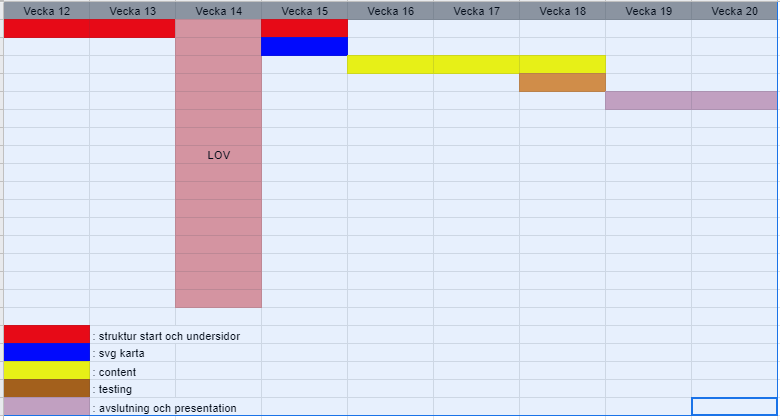 Vecka 12 Vecka 13 Vecka 14 Vecka 15 Vecka 16 Vecka 17 Vecka 18 Vecka 19 Vecka 20
LOV
: struktur start och undersidor
: svg karta
: content
: testing
: avslutning och presentation